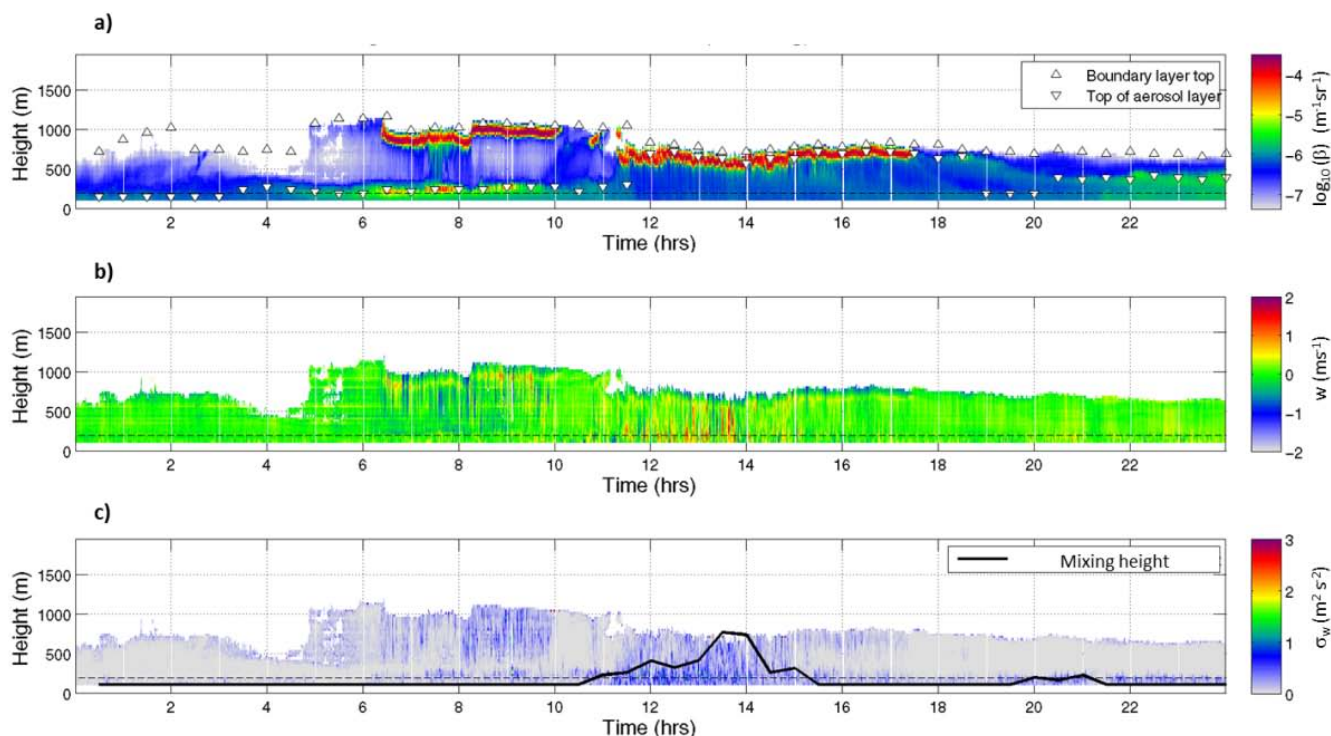 a)
Height (m)
1500
1000
500
0
2 4 6 8 10 12 14 16 18 20 22
Time (hrs)
△ Boundary layer top
▽ Top of aerosol layer
−4
−5
−6
−7
log₁₀(β) (m⁻¹sr⁻¹)
b)
Height (m)
1500
1000
500
0
2 4 6 8 10 12 14 16 18 20 22
Time (hrs)
2
1
0
−1
−2
w (ms⁻¹)
c)
Height (m)
1500
1000
500
0
2 4 6 8 10 12 14 16 18 20 22
Time (hrs)
Mixing height
3
2
1
0
σw (m² s⁻²)